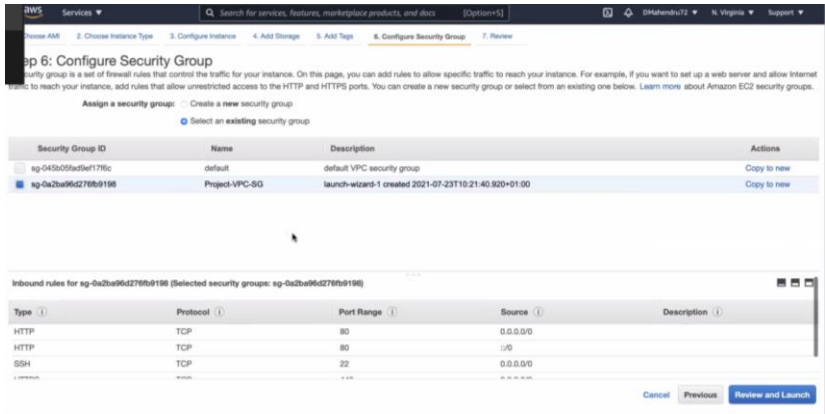 aws Services Search for services, features, marketplace products, and docs [Option+S] DMahendru72 N. Virginia Support
Choose AMI 2. Choose Instance Type 3. Configure Instance 4. Add Storage 5. Add Tags 6. Configure Security Group 7. Review
ep 6: Configure Security Group
curity group is a set of firewall rules that control the traffic for your instance. On this page, you can add rules to allow specific traffic to reach your instance. For example, if you want to set up a web server and allow Internet
traffic to reach your instance, add rules that allow unrestricted access to the HTTP and HTTPS ports. You can create a new security group or select from an existing one below. Learn more about Amazon EC2 security groups.
Assign a security group: Create a new security group
Select an existing security group
Security Group ID Name Description Actions
sg-045b05fad9ef17f6c default default VPC security group Copy to new
sg-0a2ba96d276fb9198 Project-VPC-SG launch-wizard-1 created 2021-07-23T10:21:40.920+01:00 Copy to new
Inbound rules for sg-0a2ba96d276fb9198 (Selected security groups: sg-0a2ba96d276fb9198)
Type Protocol Port Range Source Description
HTTP TCP 80 0.0.0.0/0
HTTP TCP 80 ::/0
SSH TCP 22 0.0.0.0/0
Cancel Previous Review and Launch